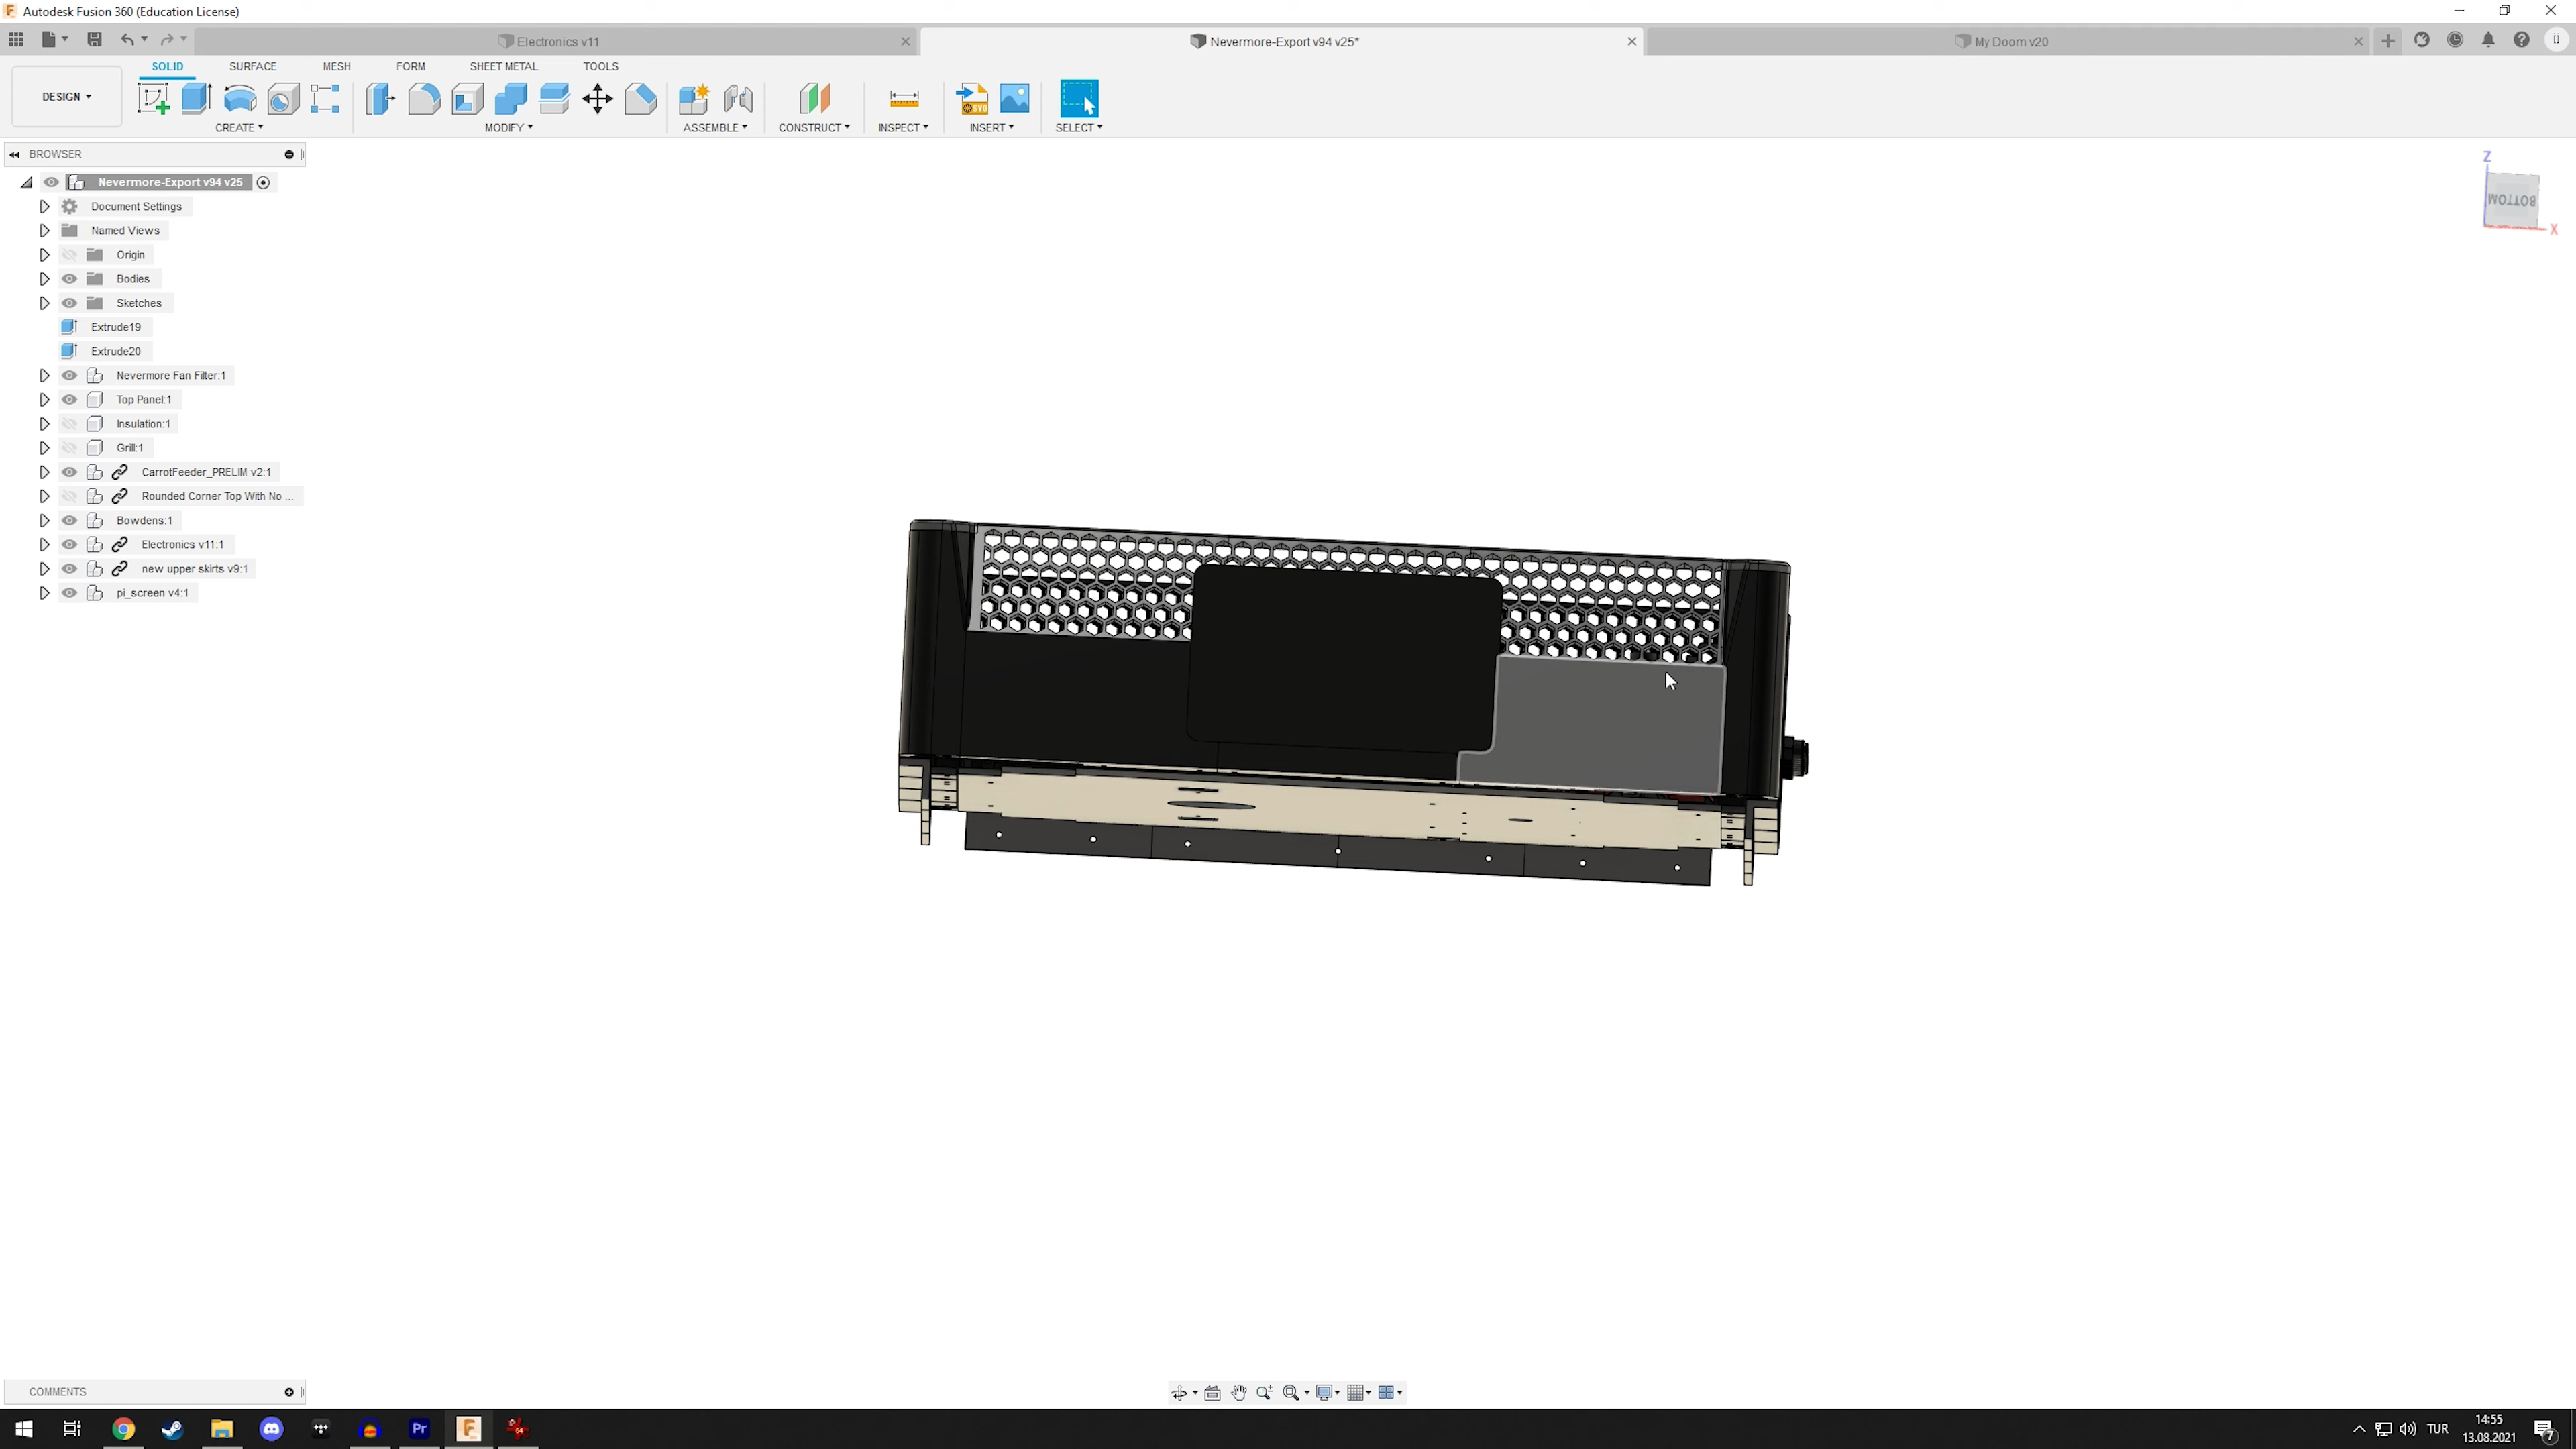 Autodesk Fusion 360 (Education License)
Electronics v11
Nevermore-Export v94 v25*
My Doom v20
SOLID
SURFACE
MESH
FORM
SHEET METAL
TOOLS
DESIGN
CREATE
MODIFY
ASSEMBLE
CONSTRUCT
INSPECT
INSERT
SELECT
SVG
BROWSER
Nevermore-Export v94 v25
Document Settings
Named Views
Origin
Bodies
Sketches
Extrude19
Extrude20
Nevermore Fan Filter:1
Top Panel:1
Insulation:1
Grill:1
CarrotFeeder_PRELIM v2:1
Rounded Corner Top With No ...
Bowdens:1
Electronics v11:1
new upper skirts v9:1
pi_screen v4:1
Z
BOTTOM
X
COMMENTS
Pr
F
64
TUR
14:55
13.08.2021
7